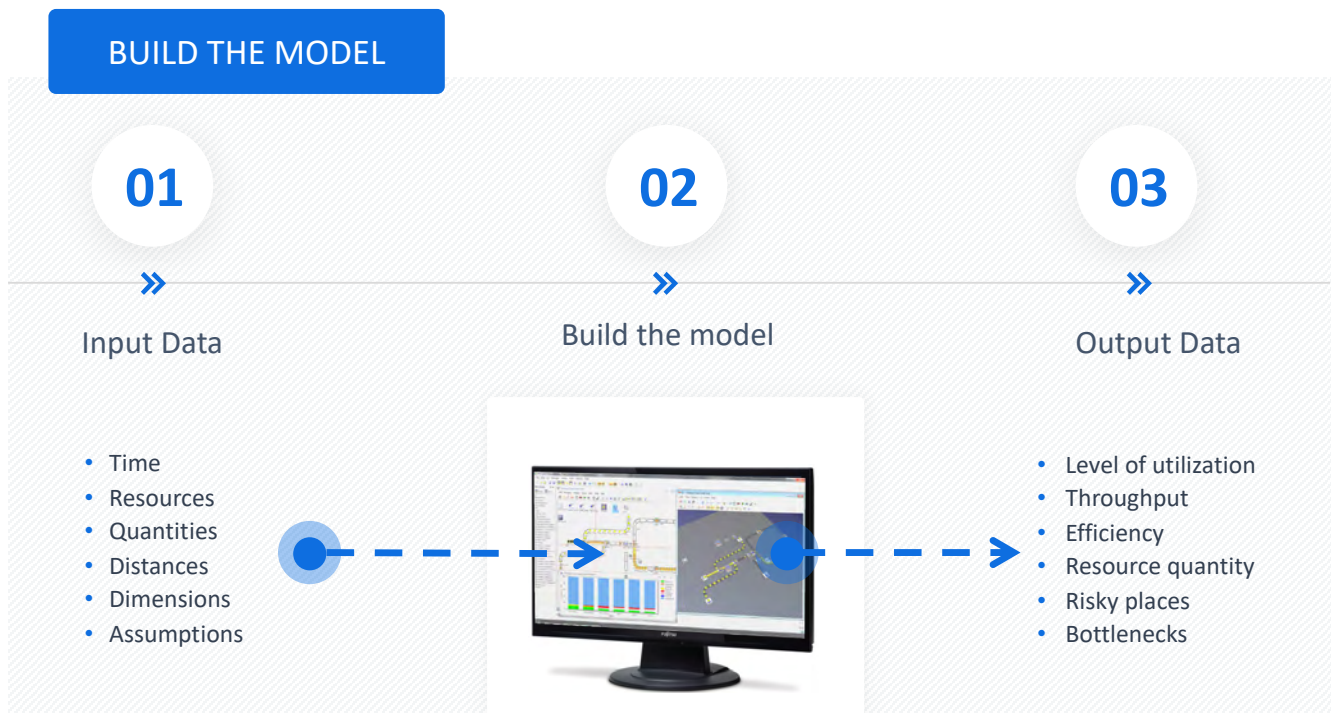 BUILD THE MODEL
01
02
03
Input Data
Build the model
Output Data
• Time
• Resources
• Quantities
• Distances
• Dimensions
• Assumptions
• Level of utilization
• Throughput
• Efficiency
• Resource quantity
• Risky places
• Bottlenecks
FUJITSU